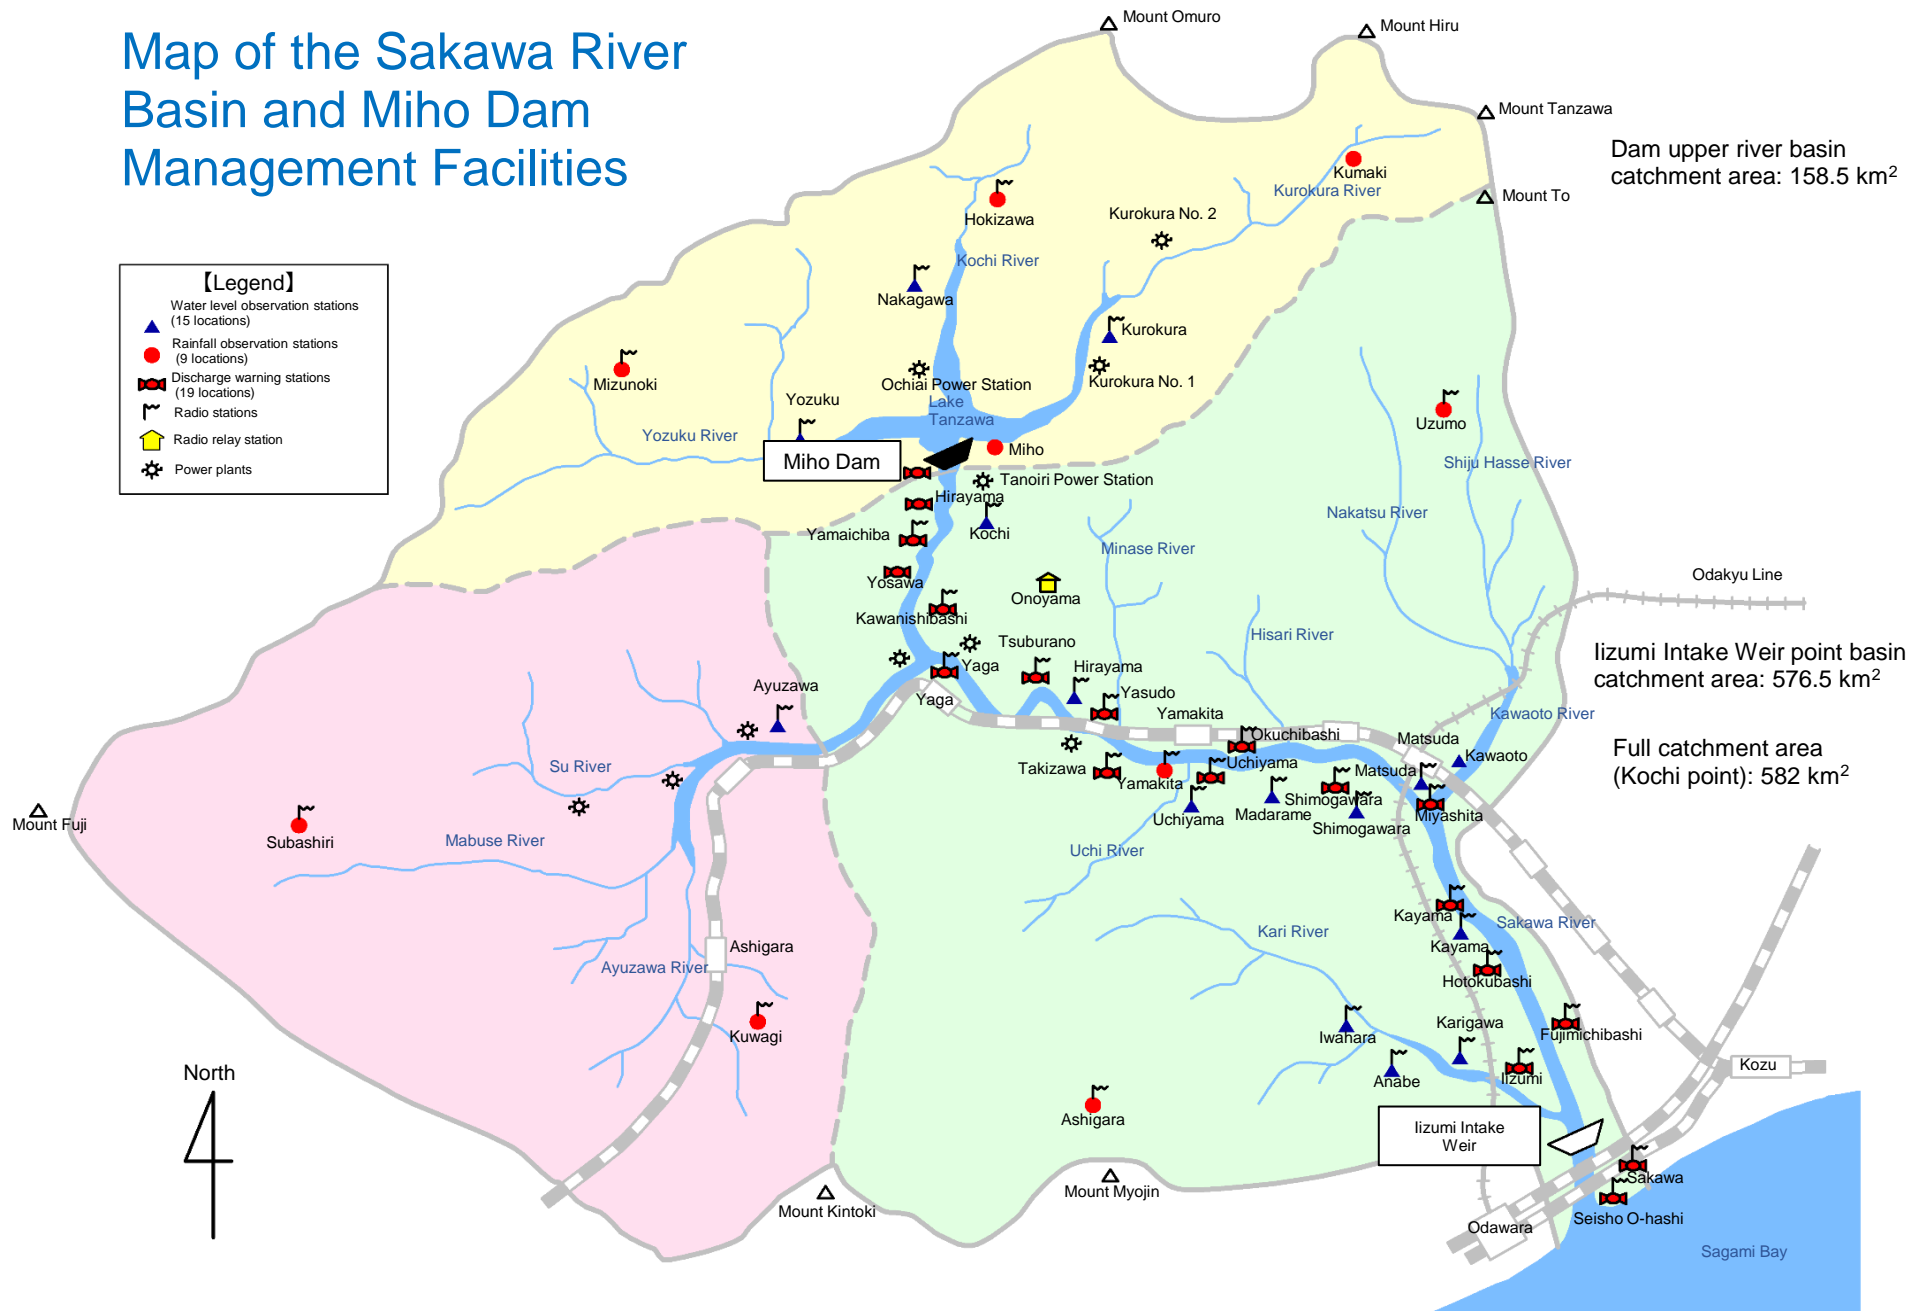 Map of the Sakawa River
Basin and Miho Dam
Management Facilities
Mount Omuro
Mount Hiru
Mount Tanzawa
Mount To
Dam upper river basin
catchment area: 158.5 km²
【Legend】
Water level observation stations
(15 locations)
Rainfall observation stations
(9 locations)
Discharge warning stations
(19 locations)
Radio stations
Radio relay station
Power plants
Kumaki
Kurokura River
Hokizawa
Kurokura No. 2
Kochi River
Nakagawa
Kurokura
Mizunoki
Ochiai Power Station
Kurokura No. 1
Yozuku
Lake
Tanzawa
Uzumo
Yozuku River
Miho Dam
Miho
Shiju Hasse River
Tanoiri Power Station
Hirayama
Nakatsu River
Yamaichiba
Kochi
Minase River
Yosawa
Onoyama
Odakyu Line
Kawanishibashi
Hisari River
Tsuburano
Iizumi Intake Weir point basin
catchment area: 576.5 km²
Yaga
Hirayama
Ayuzawa
Yaga
Yasudo
Yamakita
Kawaoto River
Okuchibashi
Matsuda
Full catchment area
(Kochi point): 582 km²
Su River
Takizawa
Yamakita
Uchiyama
Matsuda
Kawaoto
Mount Fuji
Subashiri
Mabuse River
Uchiyama
Madarame
Shimogawara
Shimogawara
Miyashita
Uchi River
Kayama
Sakawa River
Kari River
Kayama
Ashigara
Ayuzawa River
Hotokubashi
Kuwagi
Iwahara
Karigawa
Fujimichibashi
North
Anabe
Iizumi
Kozu
Ashigara
Iizumi Intake
Weir
Mount Myojin
Sakawa
Mount Kintoki
Odawara
Seisho O-hashi
Sagami Bay